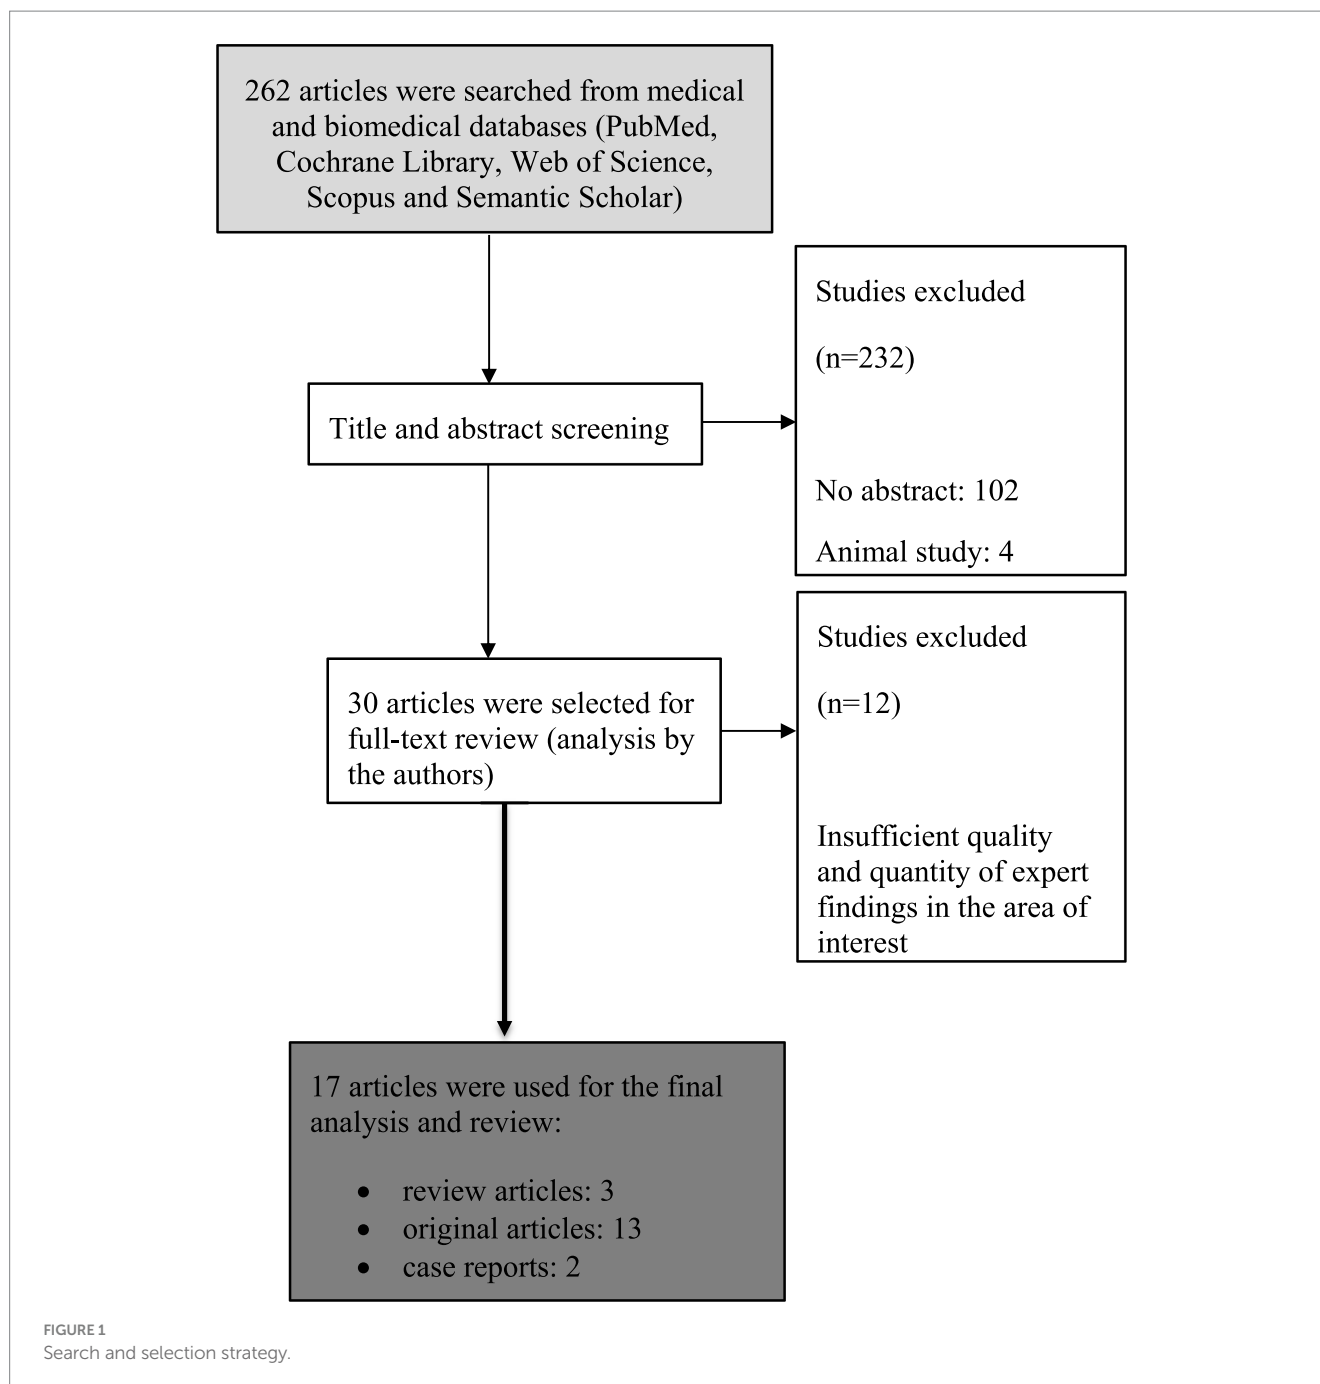 262 articles were searched from medical
and biomedical databases (PubMed,
Cochrane Library, Web of Science,
Scopus and Semantic Scholar)
Studies excluded
(n=232)
No abstract: 102
Animal study: 4
Title and abstract screening
30 articles were selected for
full-text review (analysis by
the authors)
Studies excluded
(n=12)
Insufficient quality
and quantity of expert
findings in the area of
interest
17 articles were used for the final
analysis and review:
• review articles: 3
• original articles: 13
• case reports: 2
FIGURE 1
Search and selection strategy.